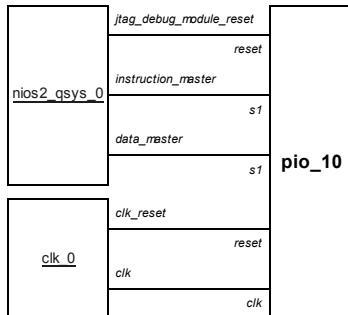 jtag_debug_module_reset
reset
instruction_master
nios2_qsys_0
s1
data_master
pio_10
s1
clk_reset
reset
clk_0
clk
clk